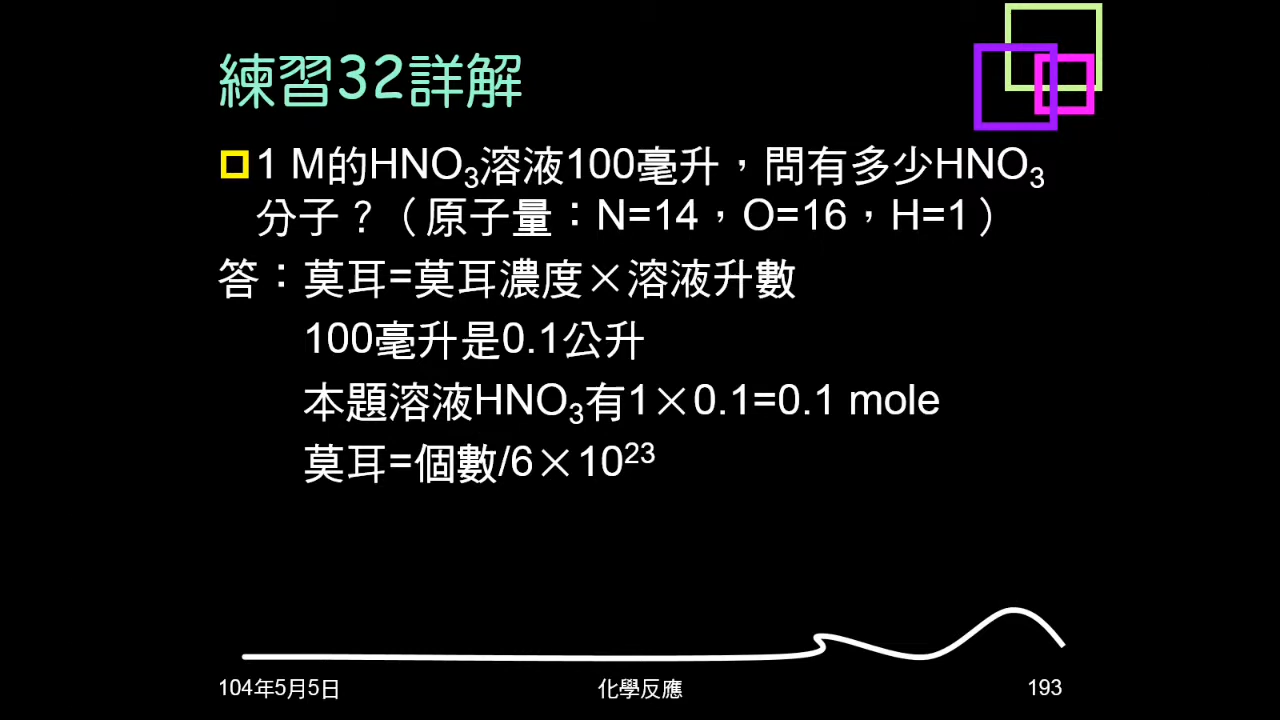 練習32詳解
1 M的HNO₃溶液100毫升，問有多少HNO₃
分子？（原子量：N=14，O=16，H=1）
答：莫耳=莫耳濃度×溶液升數
100毫升是0.1公升
本題溶液HNO₃有1×0.1=0.1 mole
莫耳=個數/6×10²³
104年5月5日
化學反應
193